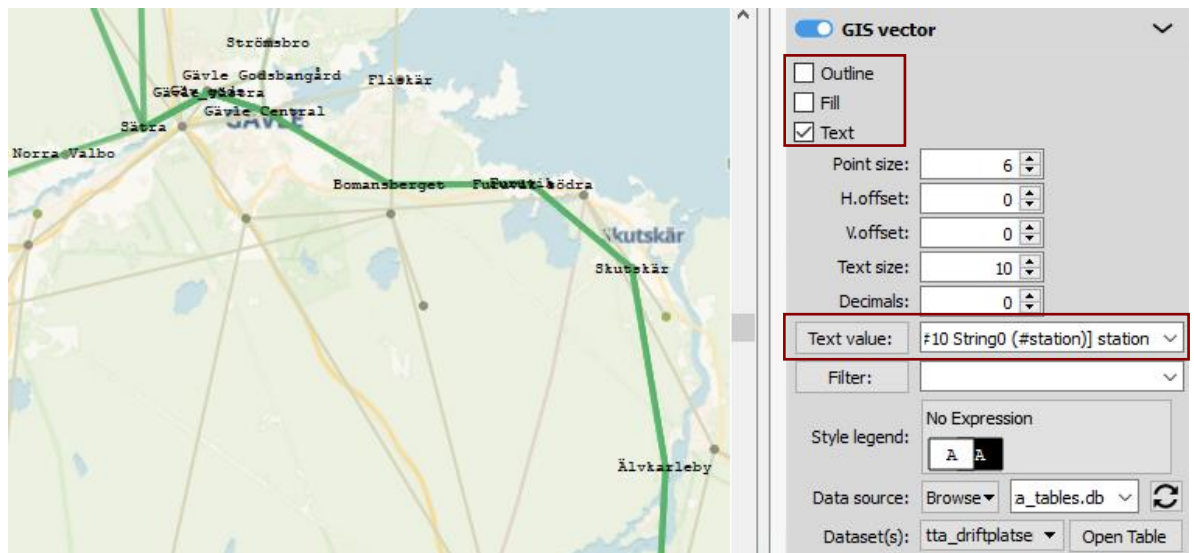 Strömsbro
Gävle Godsbangård
Fliskär
Gävle Central
GÄVLE
Sätra
Norra Valbo
Bomansberget
Skutskär
Skutskär
Älvkarleby
GIS vector
Outline
Fill
Text
Point size: 6
H.offset: 0
V.offset: 0
Text size: 10
Decimals: 0
Text value: #10 String0 (#station)] station
Filter:
Style legend: No Expression
A A
Data source: Browse a_tables.db
Dataset(s): tta_driftplatse Open Table